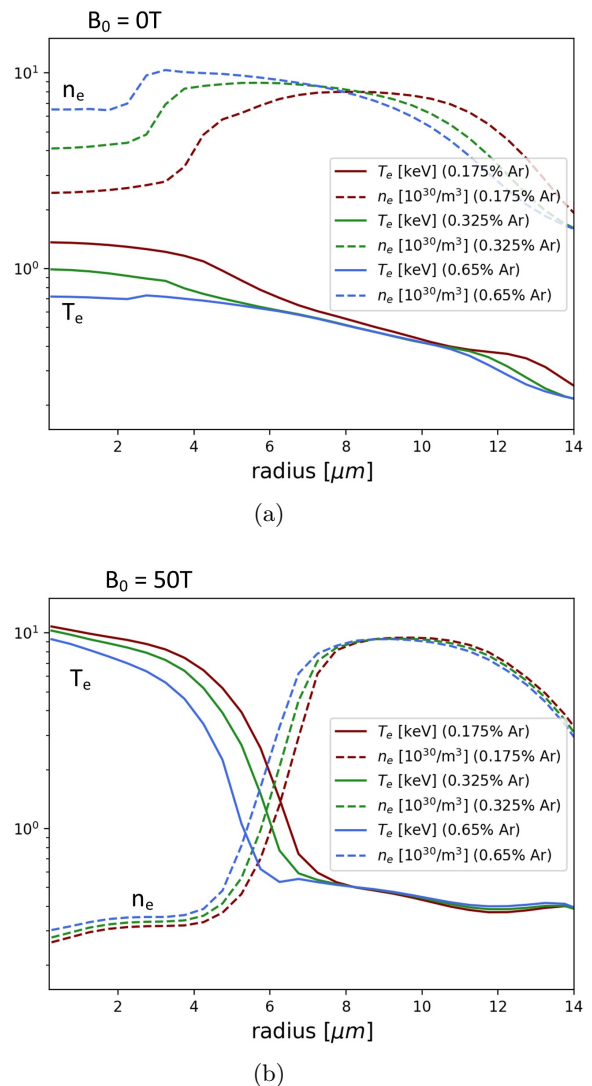 B₀ = 0T
10¹
nₑ
Tₑ [keV] (0.175% Ar)
nₑ [10³⁰/m³] (0.175% Ar)
Tₑ [keV] (0.325% Ar)
nₑ [10³⁰/m³] (0.325% Ar)
Tₑ [keV] (0.65% Ar)
nₑ [10³⁰/m³] (0.65% Ar)
10⁰
Tₑ
2 4 6 8 10 12 14
radius [μm]
(a)
B₀ = 50T
10¹
Tₑ
Tₑ [keV] (0.175% Ar)
nₑ [10³⁰/m³] (0.175% Ar)
Tₑ [keV] (0.325% Ar)
nₑ [10³⁰/m³] (0.325% Ar)
Tₑ [keV] (0.65% Ar)
nₑ [10³⁰/m³] (0.65% Ar)
10⁰
nₑ
2 4 6 8 10 12 14
radius [μm]
(b)